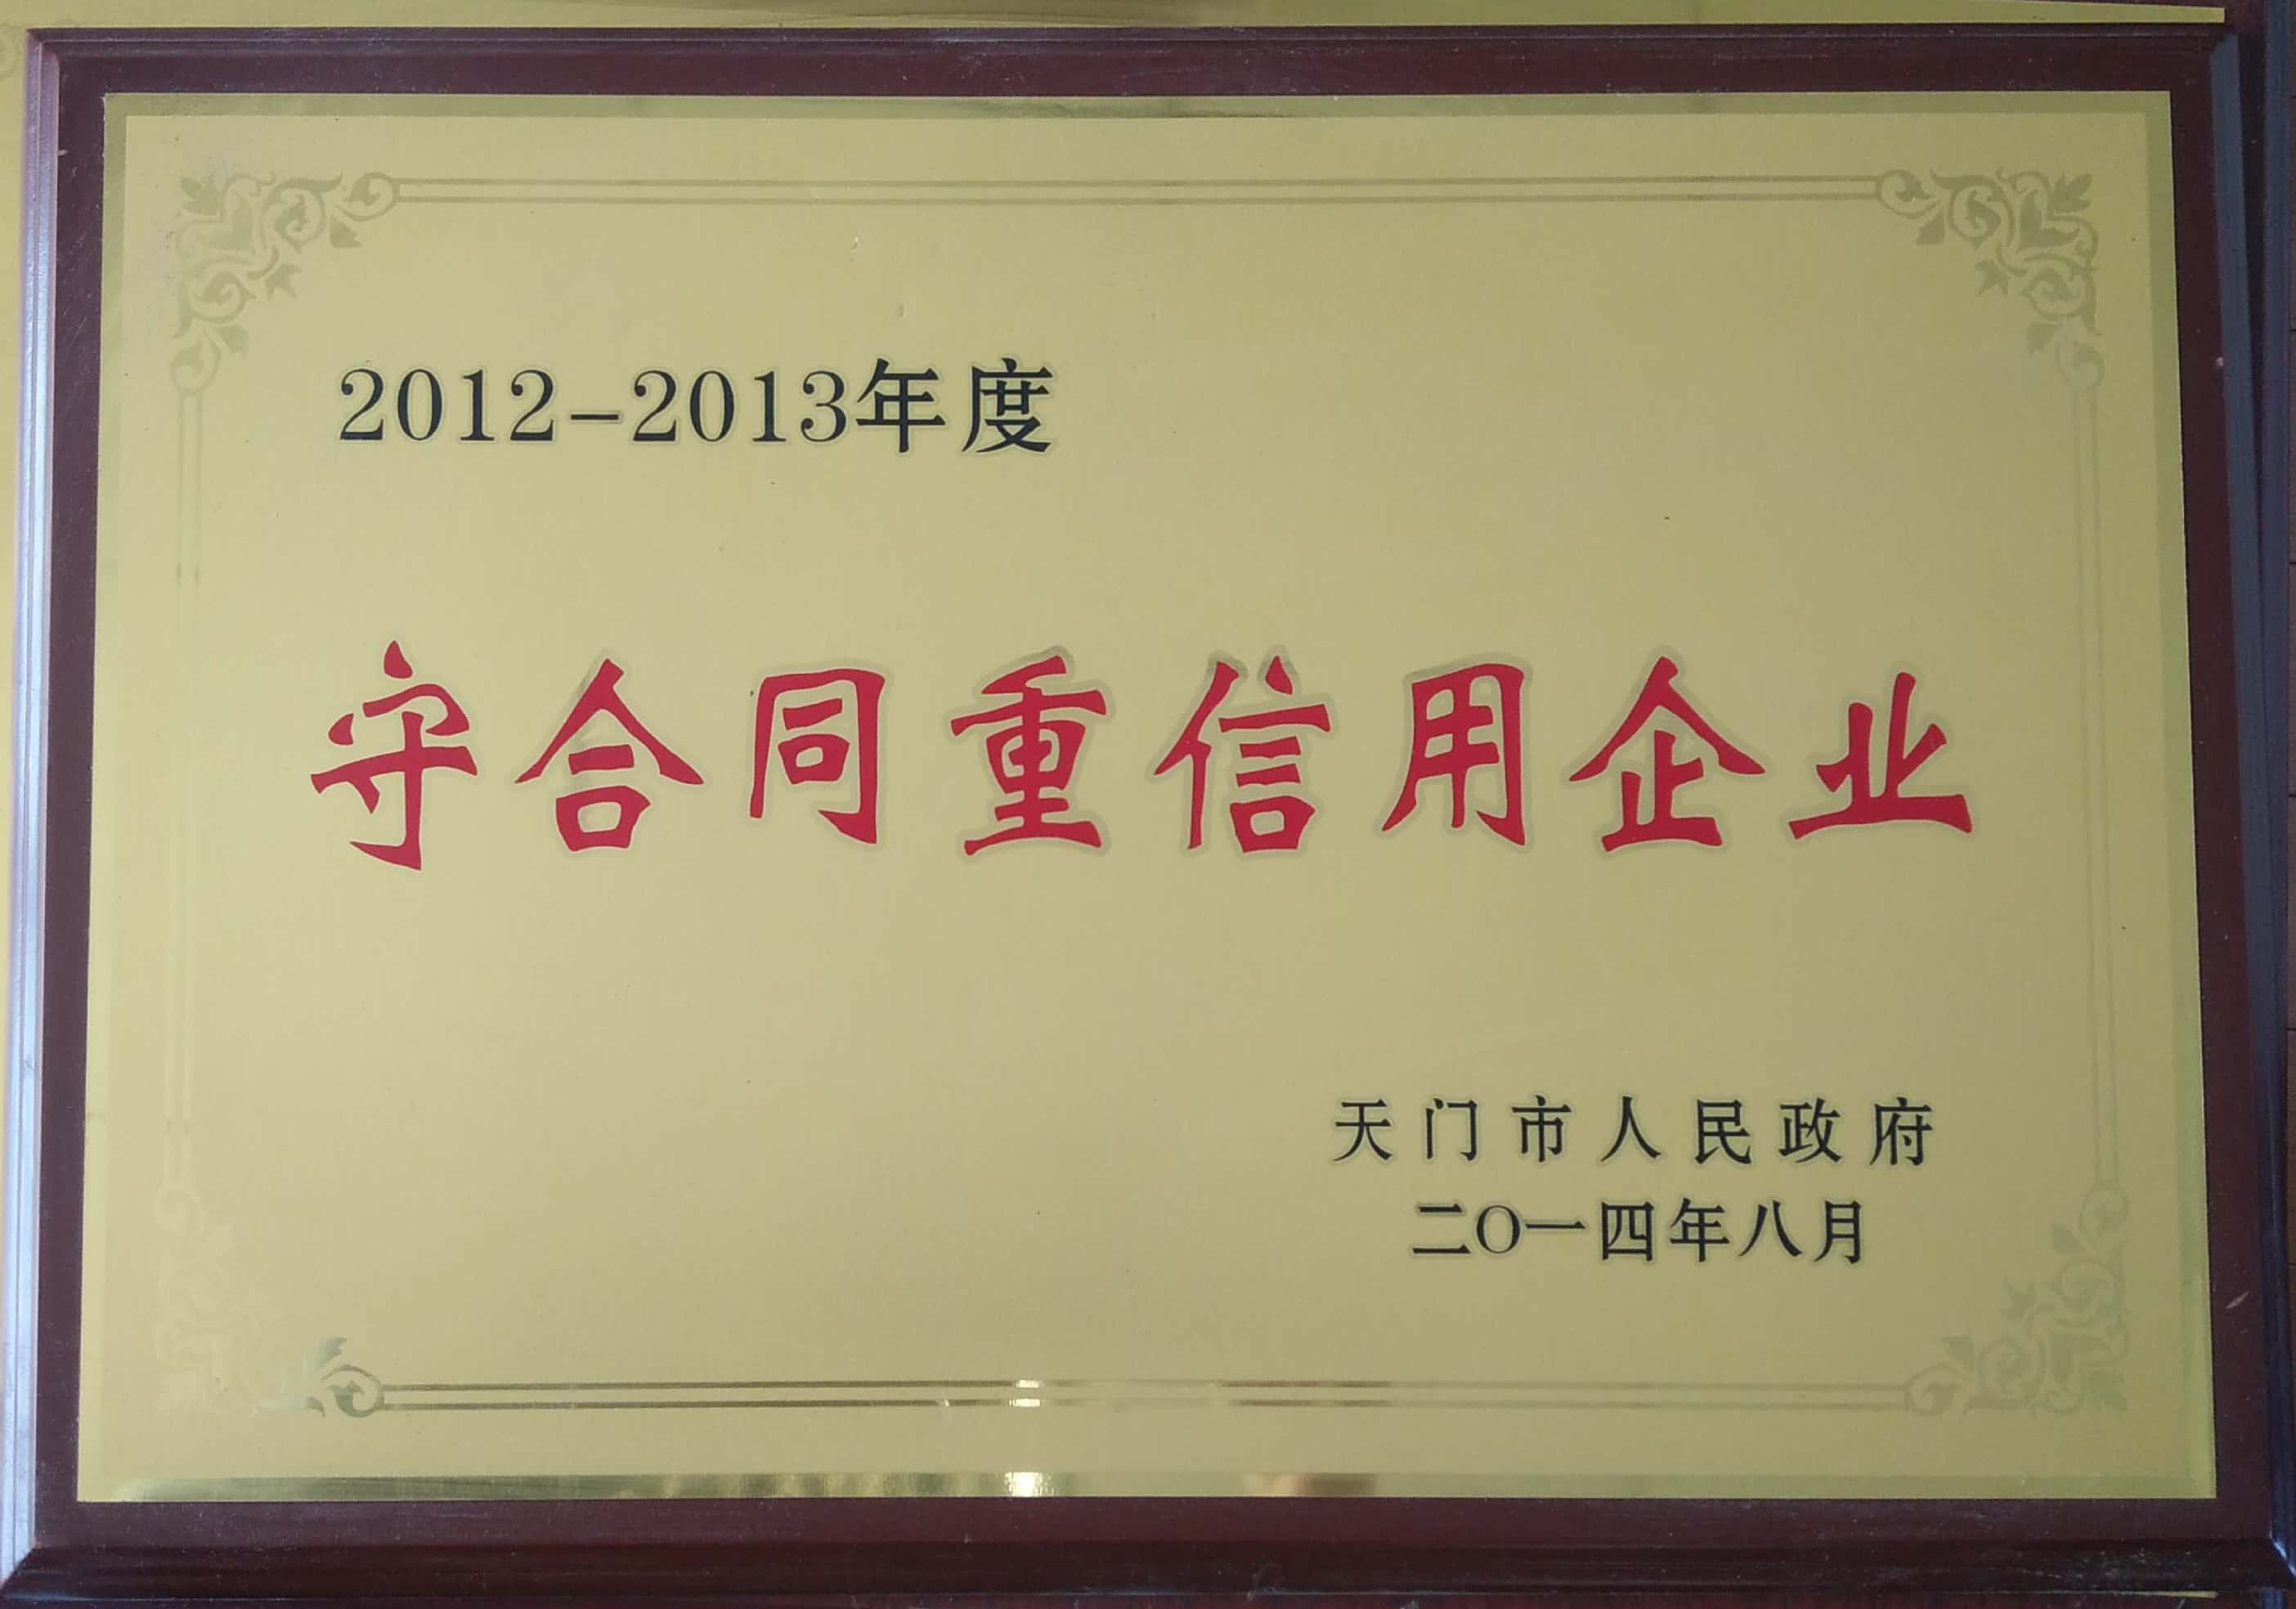 2012-2013年度
守合同重信用企业
天门市人民政府
二〇一四年八月